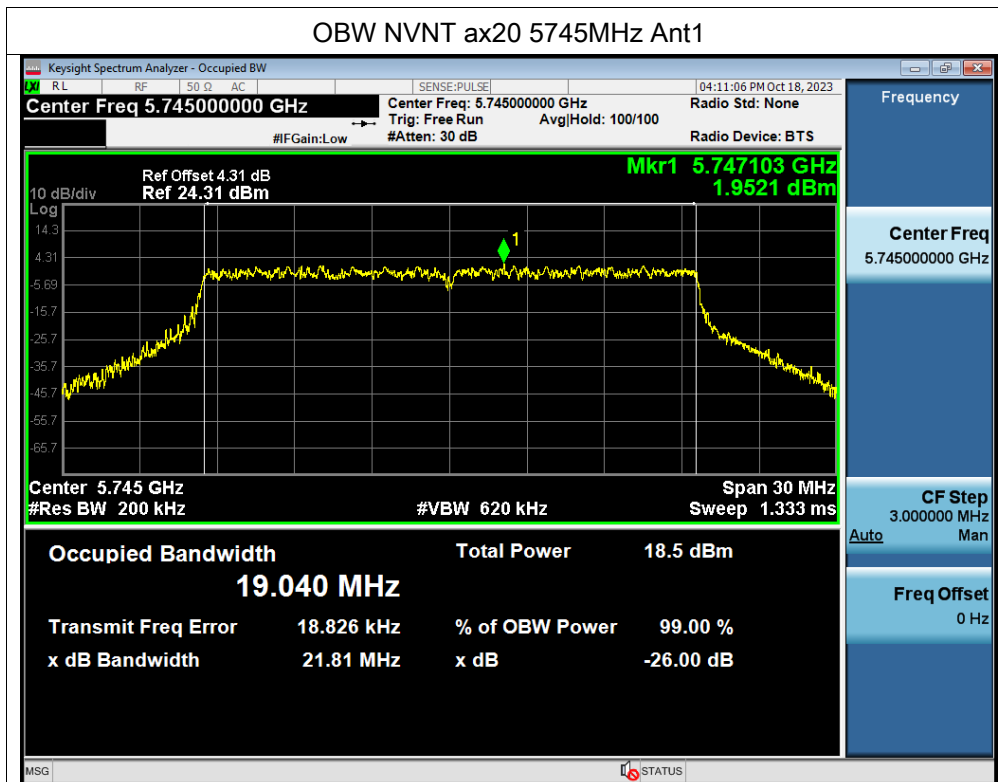 OBW NVNT ax20 5745MHz Ant1
Keysight Spectrum Analyzer - Occupied BW
LXI RL RF 50 Ω AC SENSE:PULSE 04:11:06 PM Oct 18, 2023
Center Freq 5.745000000 GHz Center Freq: 5.745000000 GHz Radio Std: None
Trig: Free Run Avg|Hold: 100/100
#IFGain:Low #Atten: 30 dB Radio Device: BTS
Frequency
Mkr1 5.747103 GHz
1.9521 dBm
Ref Offset 4.31 dB
10 dB/div Ref 24.31 dBm
Log
14.3
4.31
-5.69
-15.7
-25.7
-35.7
-45.7
-55.7
-65.7
1
Center 5.745 GHz Span 30 MHz
#Res BW 200 kHz #VBW 620 kHz Sweep 1.333 ms
Occupied Bandwidth Total Power 18.5 dBm
19.040 MHz
Transmit Freq Error 18.826 kHz % of OBW Power 99.00 %
x dB Bandwidth 21.81 MHz x dB -26.00 dB
Center Freq
5.745000000 GHz
CF Step
3.000000 MHz
Auto Man
Freq Offset
0 Hz
MSG STATUS